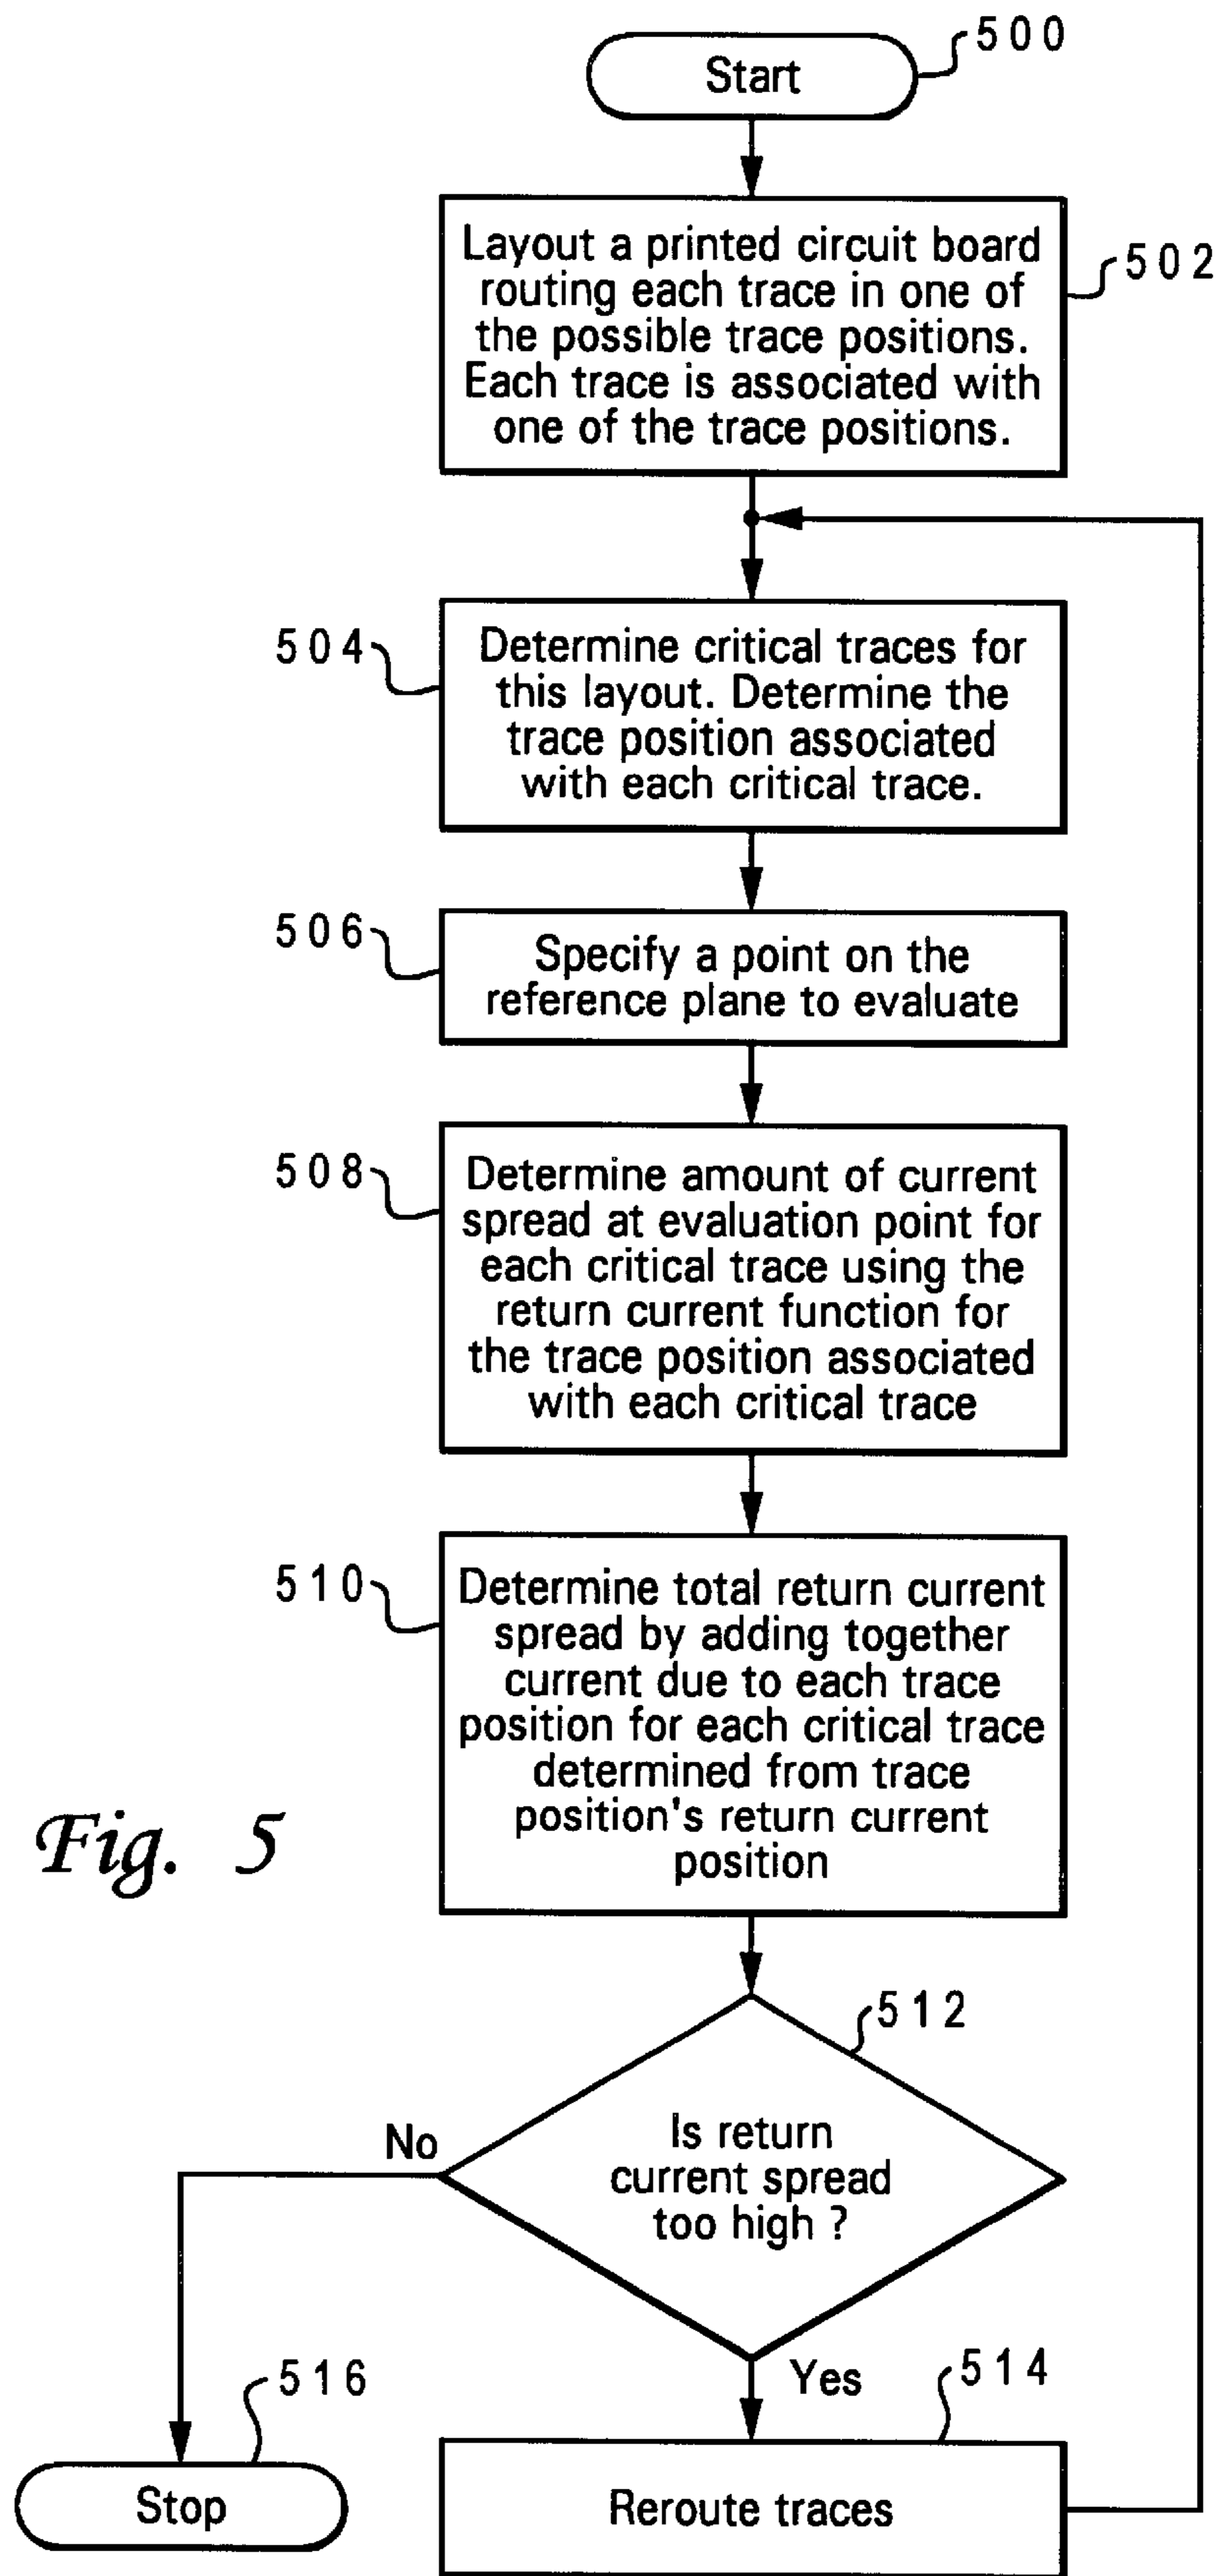 500
Start
Layout a printed circuit board
routing each trace in one of
the possible trace positions.
Each trace is associated with
one of the trace positions.
502
504
Determine critical traces for
this layout. Determine the
trace position associated
with each critical trace.
506
Specify a point on the
reference plane to evaluate
508
Determine amount of current
spread at evaluation point for
each critical trace using the
return current function for
the trace position associated
with each critical trace
510
Determine total return current
spread by adding together
current due to each trace
position for each critical trace
determined from trace
position's return current
position
Fig. 5
512
Is return
current spread
too high ?
No
Yes
514
516
Stop
Reroute traces